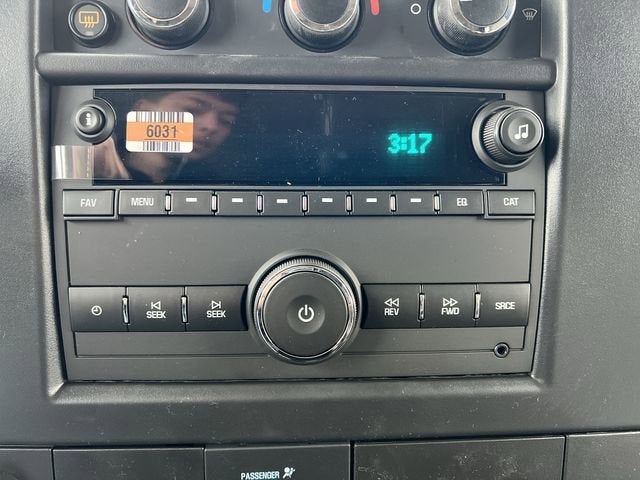 6031
3:17
FAV MENU EQ CAT
SEEK SEEK REV FWD SRCE
PASSENGER